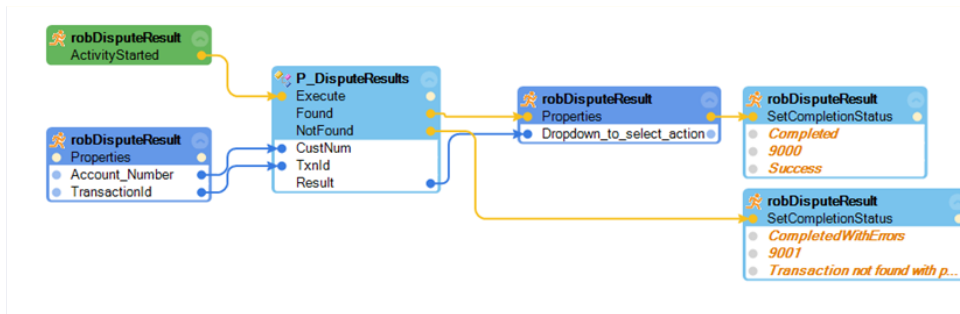 robDisputeResult
ActivityStarted
robDisputeResult
Properties
Account_Number
TransactionId
P_DisputeResults
Execute
Found
NotFound
CustNum
TxnId
Result
robDisputeResult
Properties
Dropdown_to_select_action
robDisputeResult
SetCompletionStatus
Completed
9000
Success
robDisputeResult
SetCompletionStatus
CompletedWithErrors
9001
Transaction not found with p...